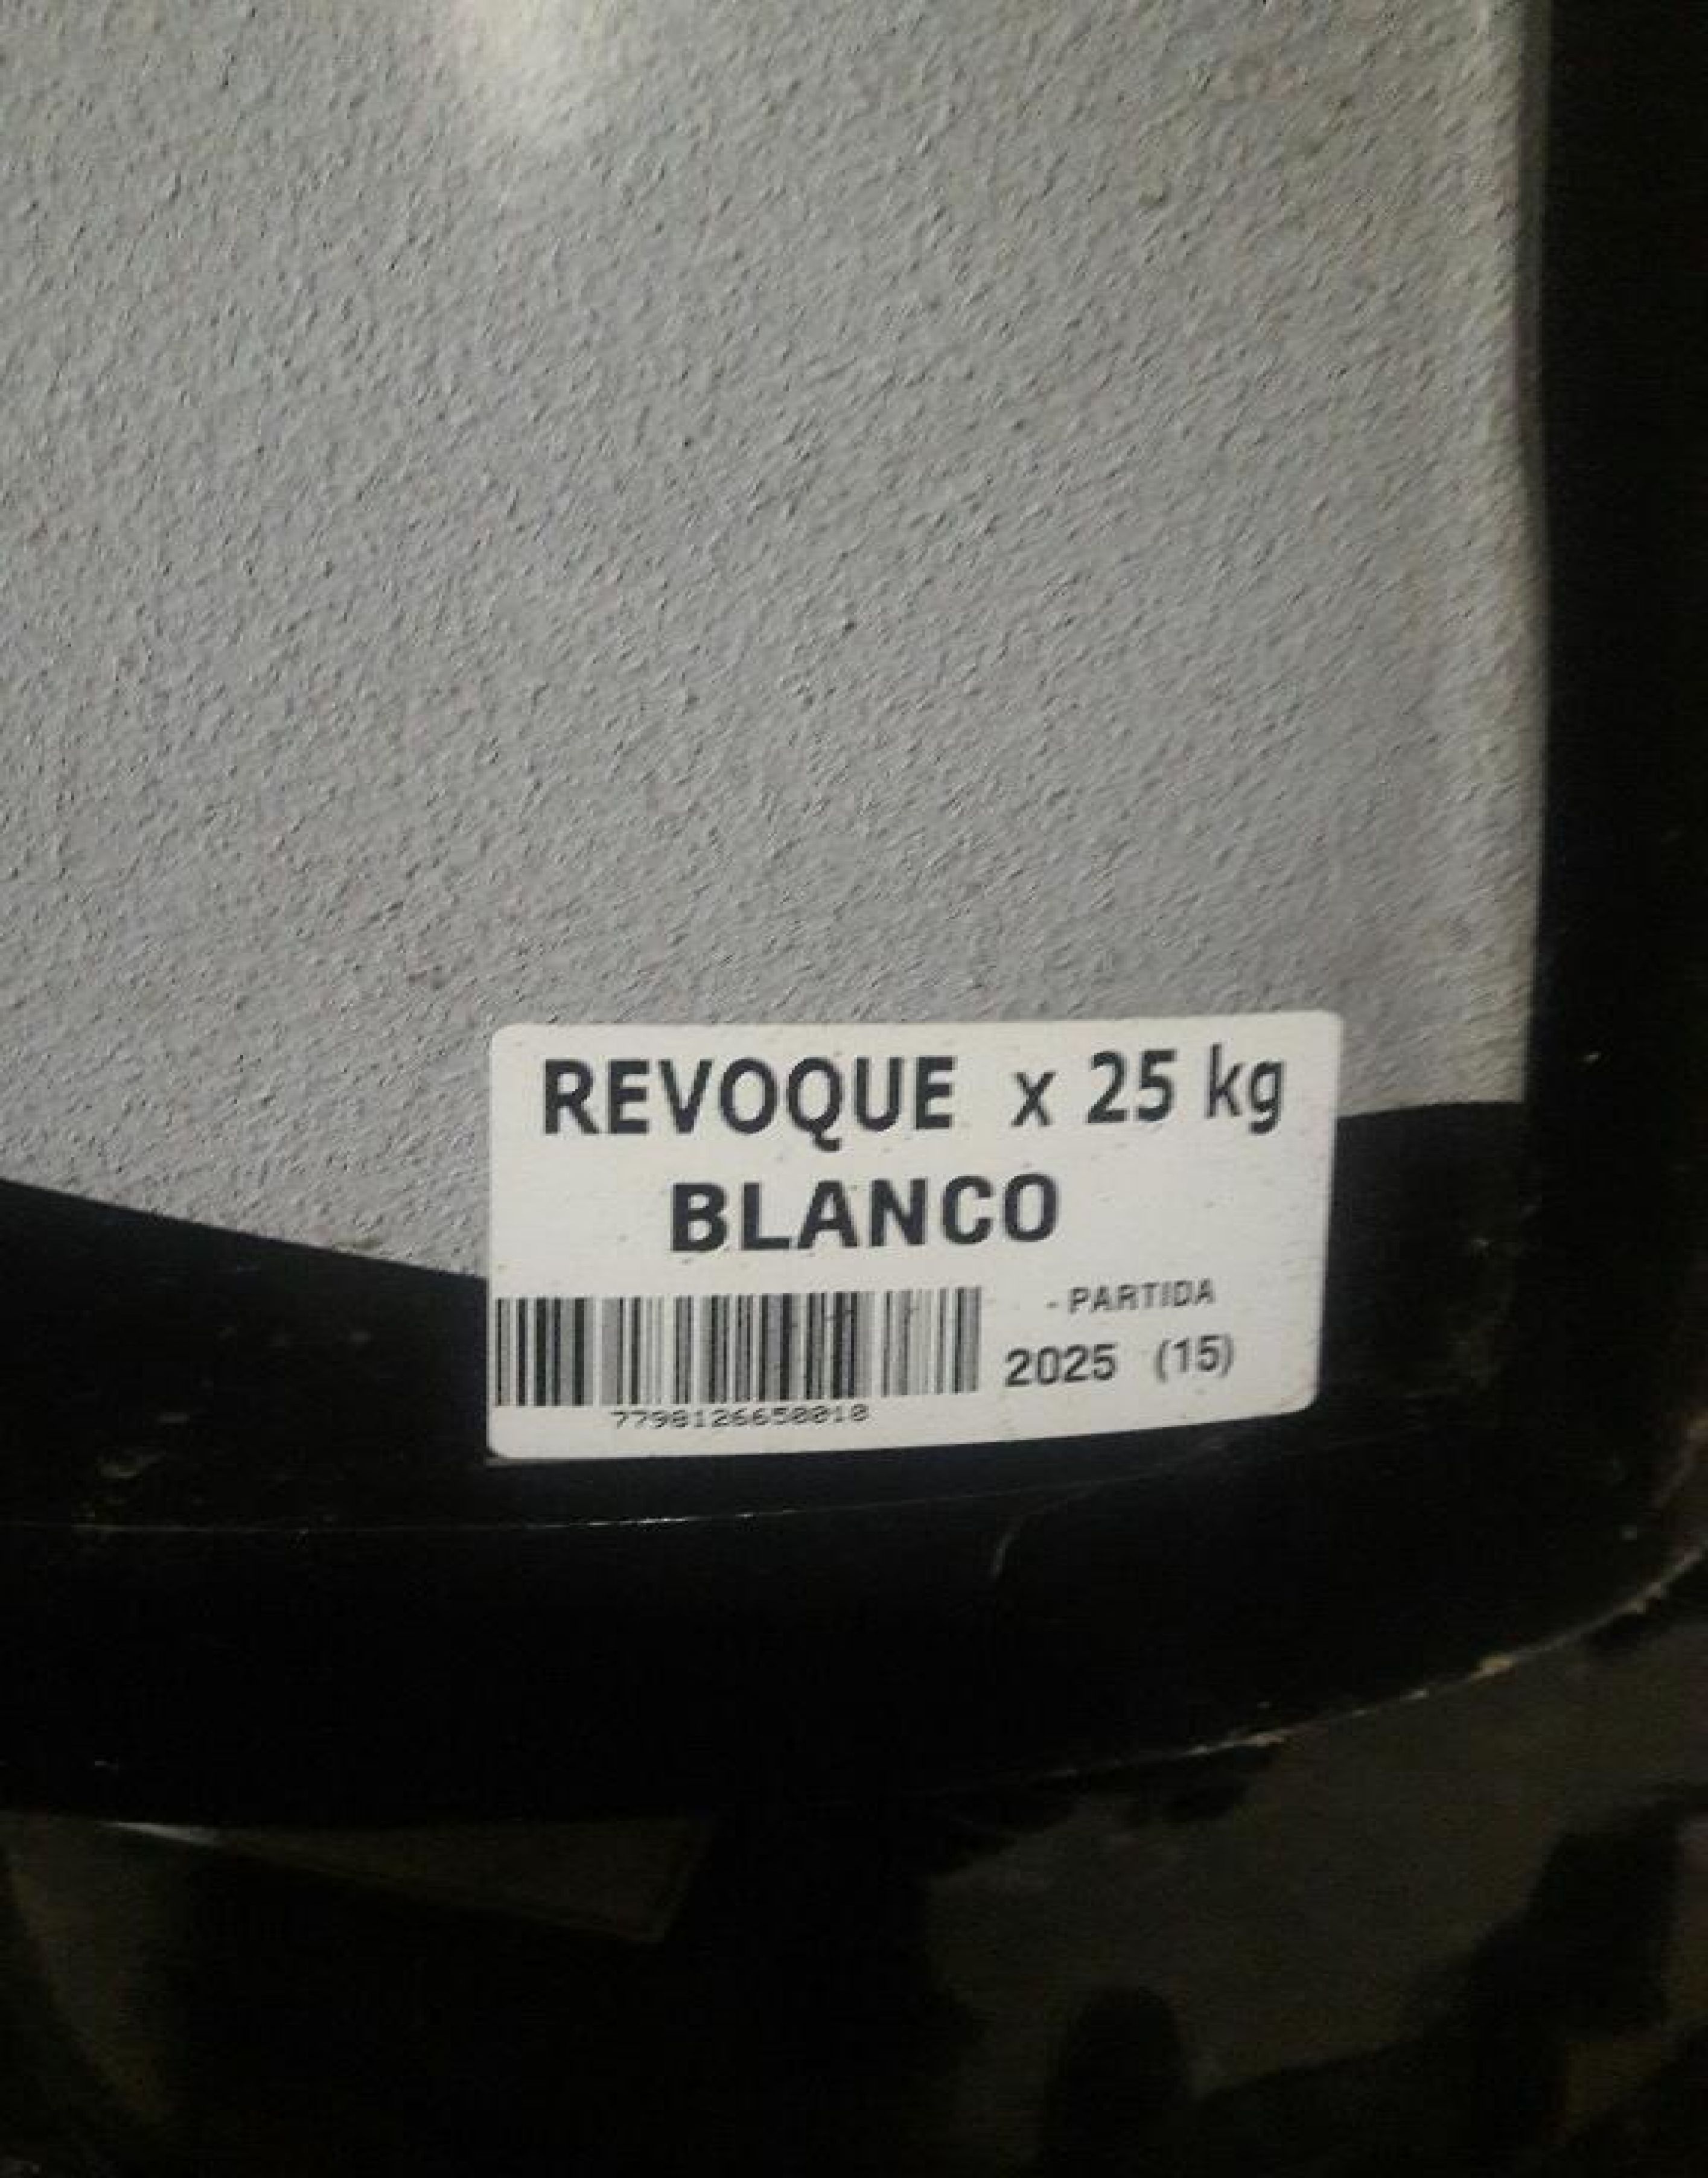 REVOQUE x 25 kg
BLANCO
- PARTIDA
2025 (15)
7798126650010